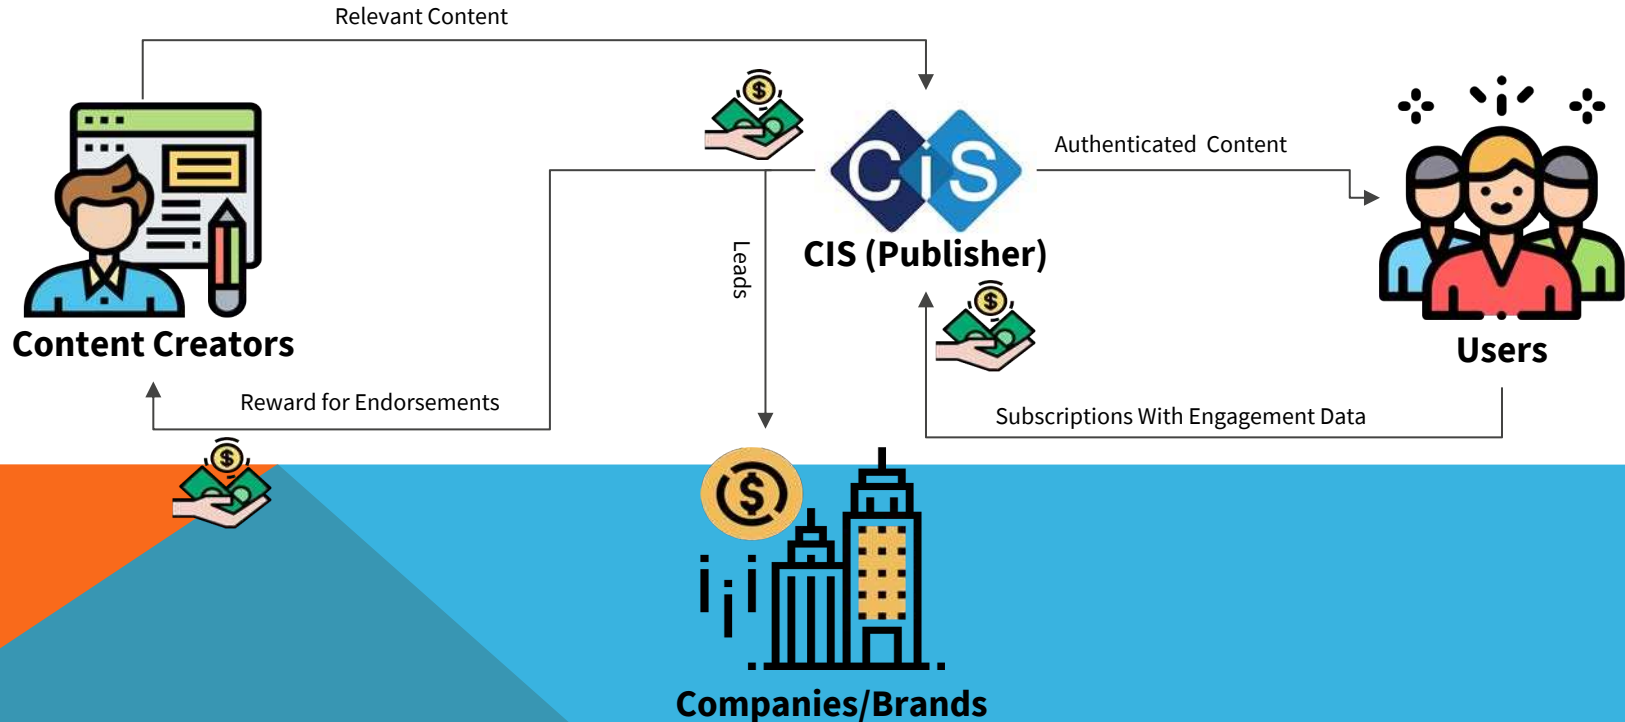 Relevant Content
CiS
Authenticated Content
CIS (Publisher)
Leads
Content Creators
Users
Reward for Endorsements
Subscriptions With Engagement Data
Companies/Brands